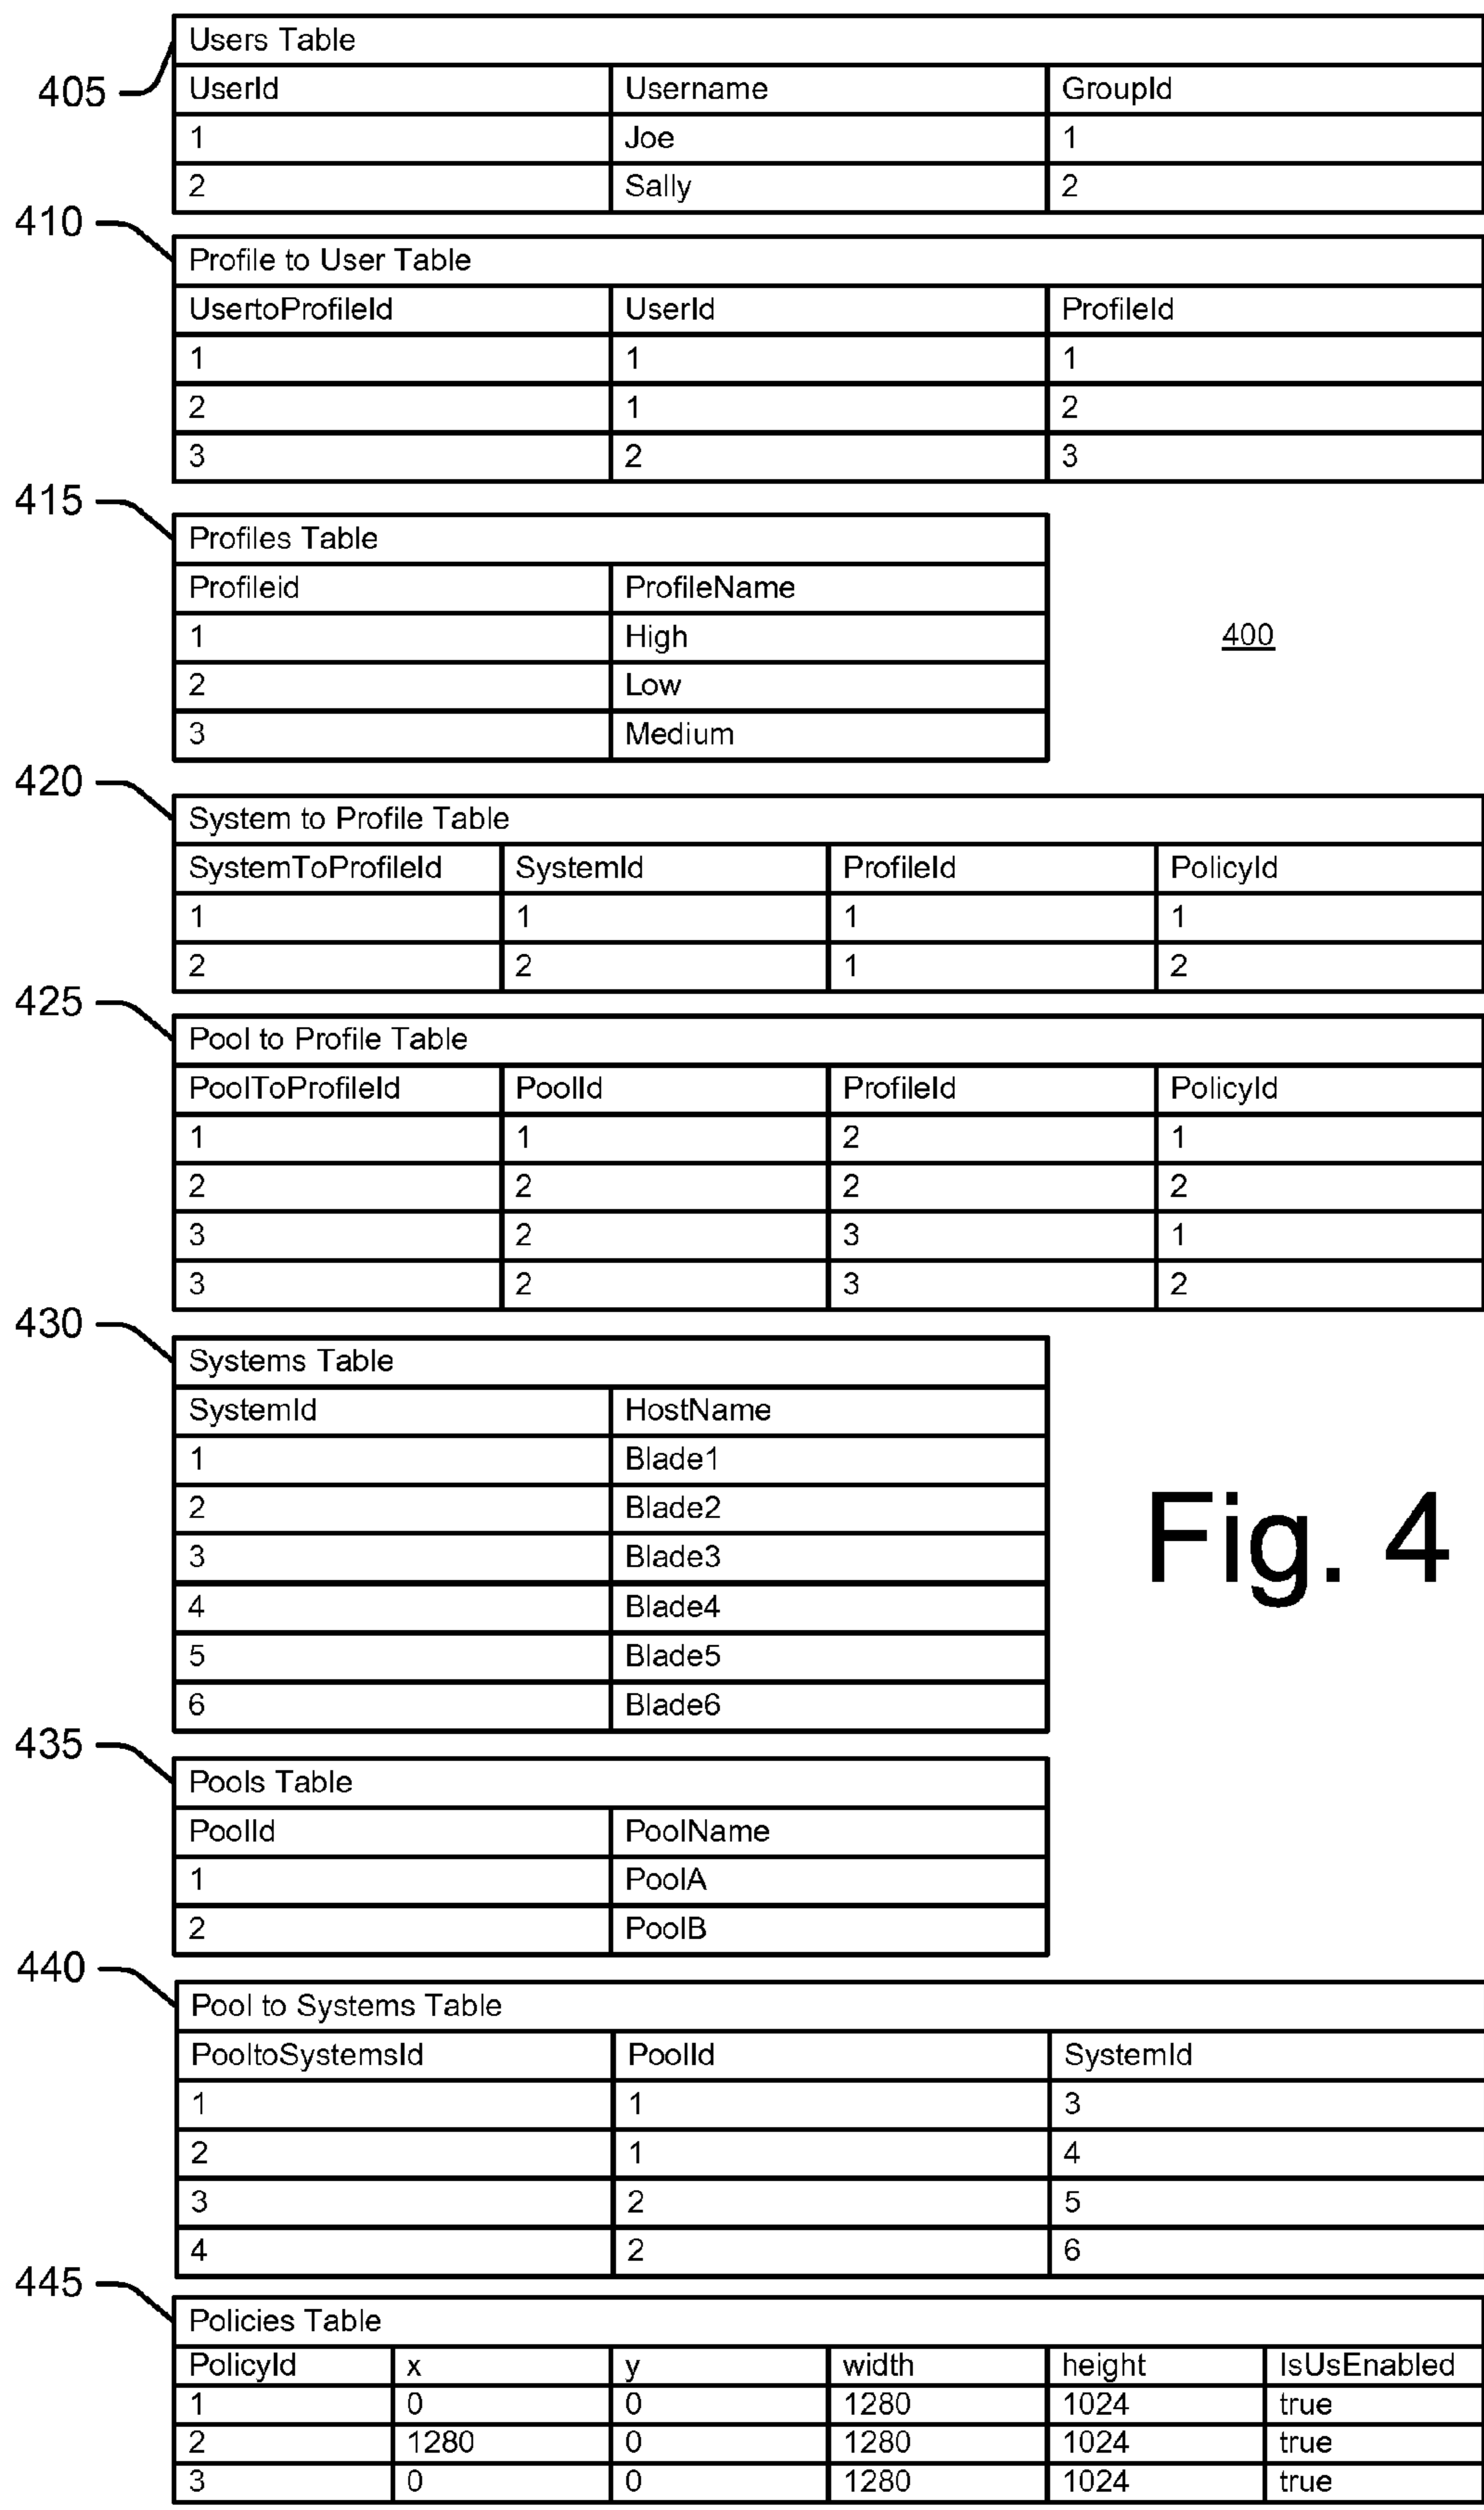 405
Users Table
UserId Username GroupId
1 Joe 1
2 Sally 2
410
Profile to User Table
UsertoProfileId UserId ProfileId
1 1 1
2 1 2
3 2 3
415
Profiles Table
Profileid ProfileName
1 High
2 Low
3 Medium
400
420
System to Profile Table
SystemToProfileId SystemId ProfileId PolicyId
1 1 1 1
2 2 1 2
425
Pool to Profile Table
PoolToProfileId PoolId ProfileId PolicyId
1 1 2 1
2 2 2 2
3 2 3 1
3 2 3 2
430
Systems Table
SystemId HostName
1 Blade1
2 Blade2
3 Blade3
4 Blade4
5 Blade5
6 Blade6
Fig. 4
435
Pools Table
PoolId PoolName
1 PoolA
2 PoolB
440
Pool to Systems Table
PooltoSystemsId PoolId SystemId
1 1 3
2 1 4
3 2 5
4 2 6
445
Policies Table
PolicyId x y width height IsUsEnabled
1 0 0 1280 1024 true
2 1280 0 1280 1024 true
3 0 0 1280 1024 true